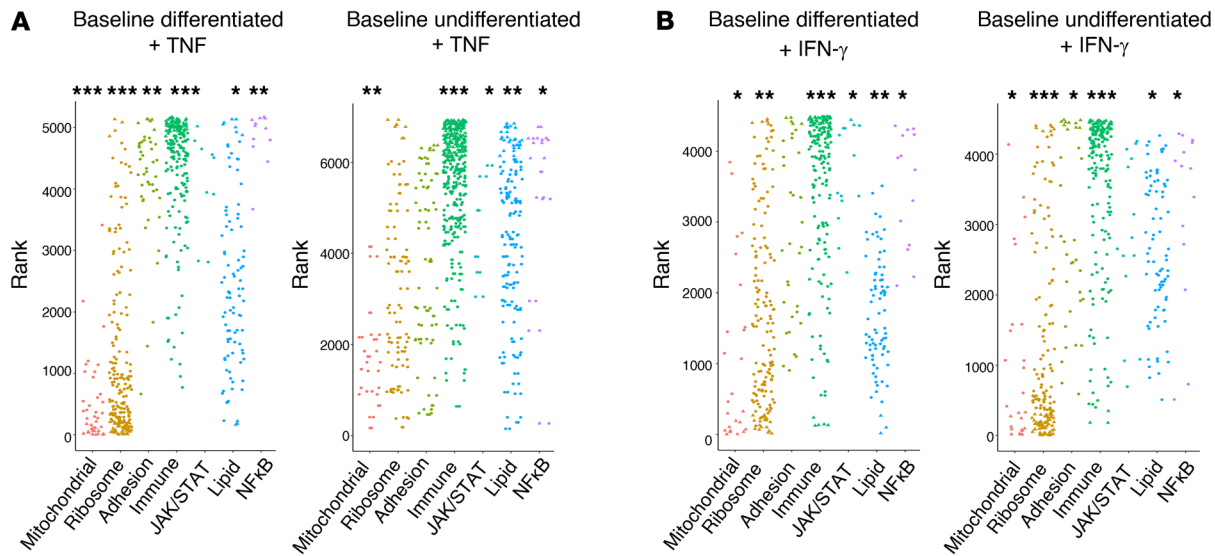 A
Baseline differentiated
+ TNF
Baseline undifferentiated
+ TNF
*** *** ** *** * **
** *** * ** *
Rank
5000
4000
3000
2000
1000
0
Rank
6000
4000
2000
0
Mitochondrial
Ribosome
Adhesion
Immune
JAK/STAT
Lipid
NFκB
Mitochondrial
Ribosome
Adhesion
Immune
JAK/STAT
Lipid
NFκB
B
Baseline differentiated
+ IFN-γ
Baseline undifferentiated
+ IFN-γ
* ** *** * ** *
* *** * *** * *
Rank
4000
3000
2000
1000
0
Rank
4000
3000
2000
1000
0
Mitochondrial
Ribosome
Adhesion
Immune
JAK/STAT
Lipid
NFκB
Mitochondrial
Ribosome
Adhesion
Immune
JAK/STAT
Lipid
NFκB